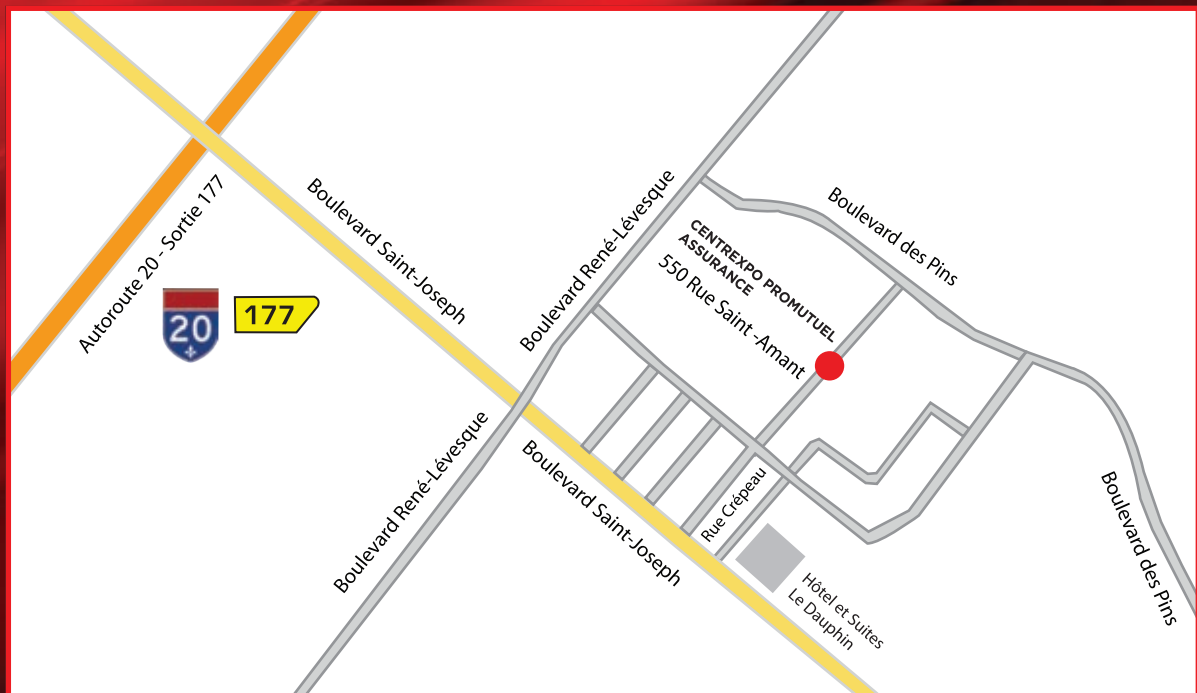 Autoroute 20 - Sortie 177
20
177
Boulevard Saint-Joseph
Boulevard René-Lévesque
Boulevard des Pins
CENTREXPO PROMUTUEL
ASSURANCE
550 Rue Saint -Amant
Boulevard René-Lévesque
Boulevard Saint-Joseph
Rue Crépeau
Hôtel et Suites
Le Dauphin
Boulevard des Pins